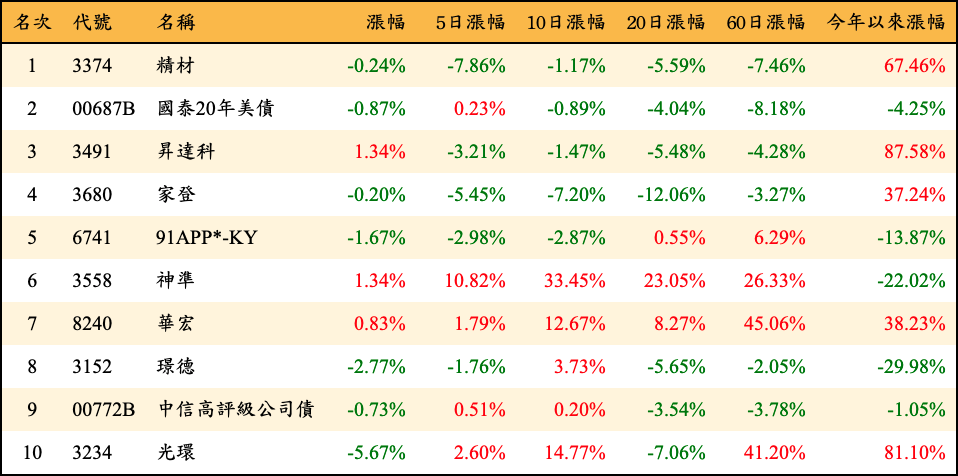 名次 代號 名稱 漲幅 5日漲幅 10日漲幅 20日漲幅 60日漲幅 今年以來漲幅
1 3374 精材 -0.24% -7.86% -1.17% -5.59% -7.46% 67.46%
2 00687B 國泰20年美債 -0.87% 0.23% -0.89% -4.04% -8.18% -4.25%
3 3491 昇達科 1.34% -3.21% -1.47% -5.48% -4.28% 87.58%
4 3680 家登 -0.20% -5.45% -7.20% -12.06% -3.27% 37.24%
5 6741 91APP*-KY -1.67% -2.98% -2.87% 0.55% 6.29% -13.87%
6 3558 神準 1.34% 10.82% 33.45% 23.05% 26.33% -22.02%
7 8240 華宏 0.83% 1.79% 12.67% 8.27% 45.06% 38.23%
8 3152 璟德 -2.77% -1.76% 3.73% -5.65% -2.05% -29.98%
9 00772B 中信高評級公司債 -0.73% 0.51% 0.20% -3.54% -3.78% -1.05%
10 3234 光環 -5.67% 2.60% 14.77% -7.06% 41.20% 81.10%